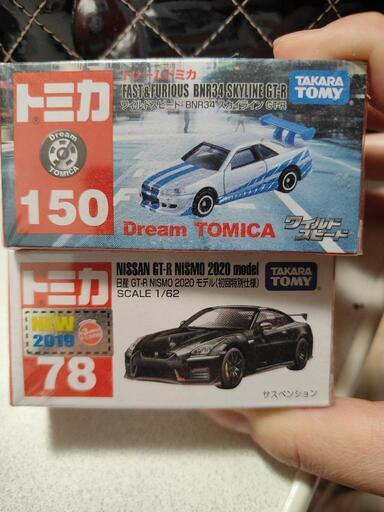 ドリームトミカ
FAST&FURIOUS BNR34 SKYLINE GT-R
ワイルドスピード BNR34 スカイライン GT-R
TAKARA
TOMY
トミカ
Dream
TOMICA
150
Dream TOMICA
ワイルド
スピード
NISSAN GT-R NISMO 2020 model
日産 GT-R NISMO 2020 モデル(初回特別仕様)
SCALE 1/62
TAKARA
TOMY
トミカ
NEW
2019
78
サスペンション